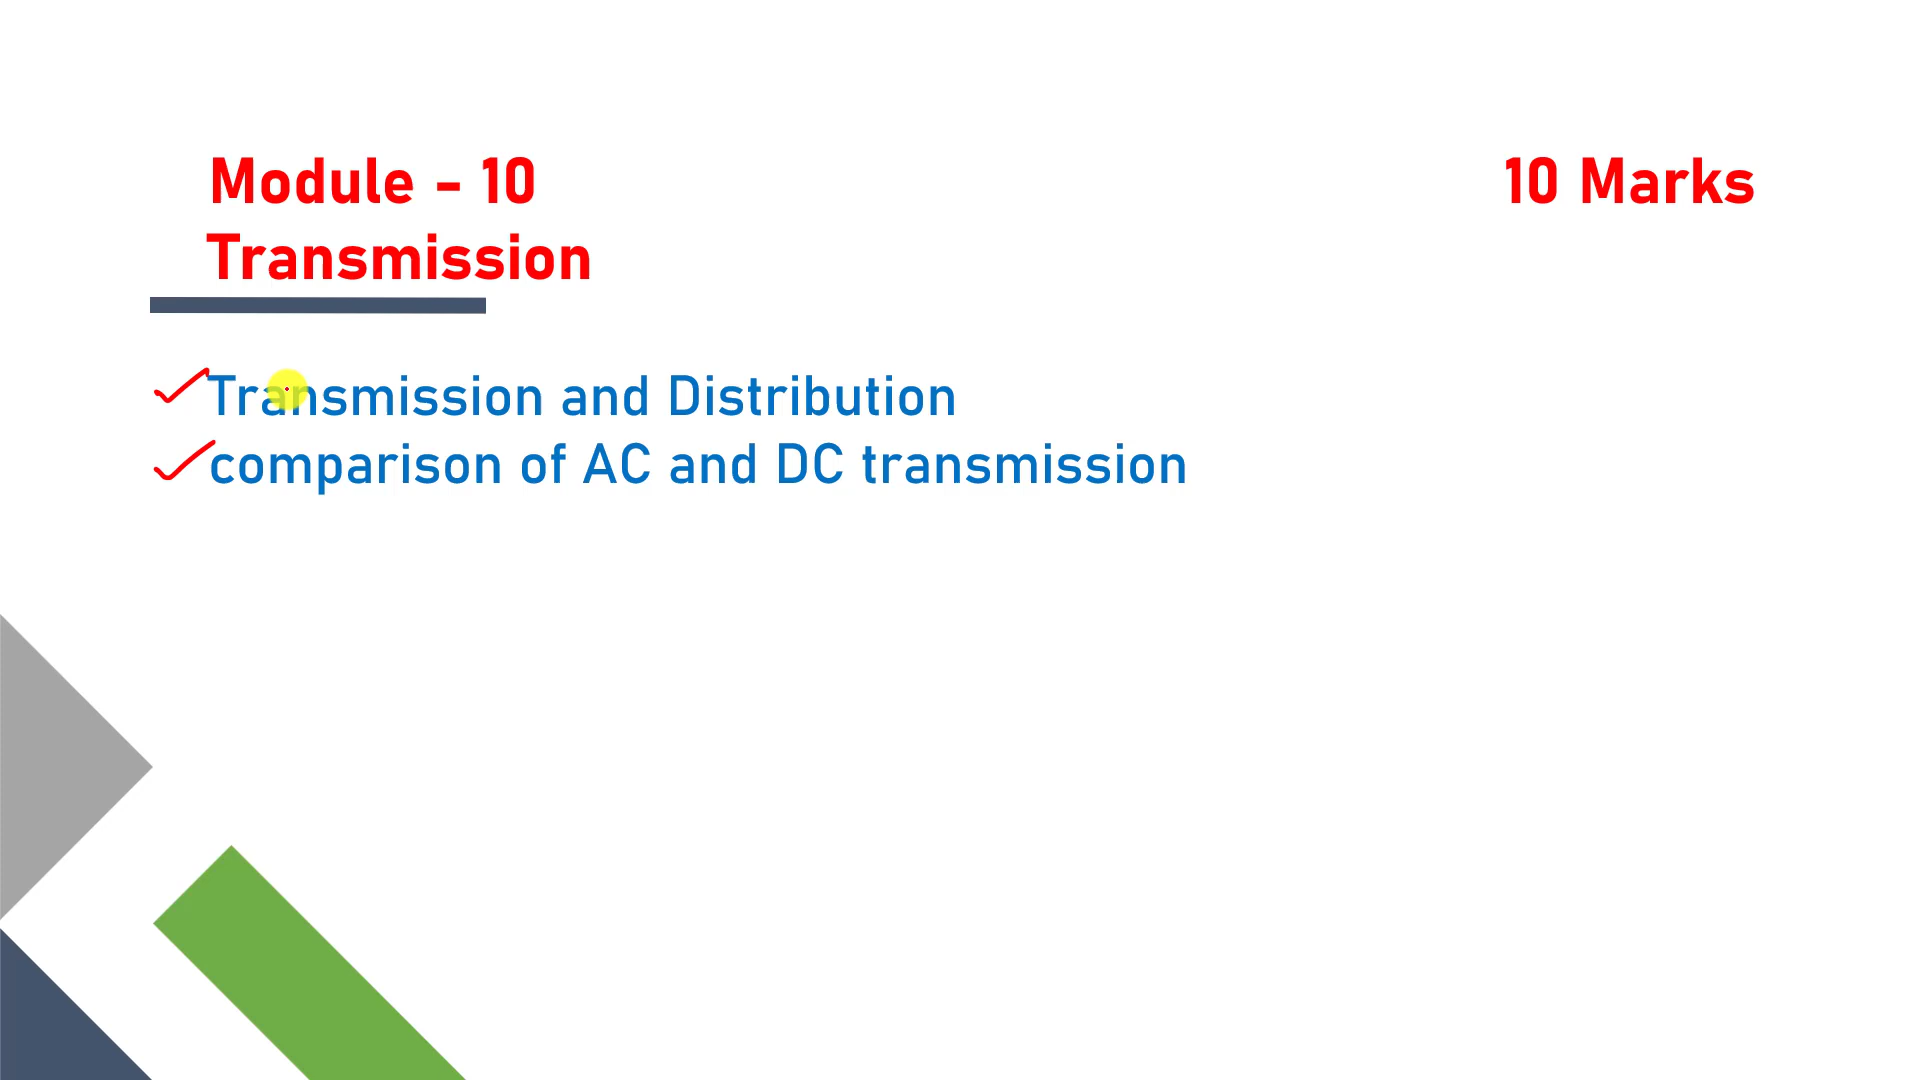 Module - 10
10 Marks
Transmission
Transmission and Distribution
comparison of AC and DC transmission